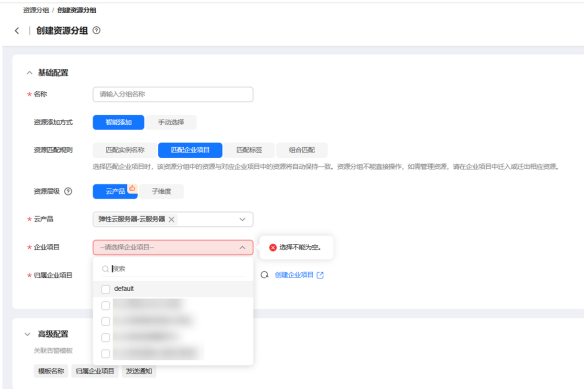 资源分组 / 创建资源分组
创建资源分组
基础配置
* 名称 请输入分组名称
资源添加方式 智能添加 手动选择
资源匹配规则 匹配实例名称 匹配企业项目 匹配标签 组合匹配
选择匹配企业项目时，该资源分组中的资源与对应企业项目中的资源将自动保持一致。资源分组不能直接操作，如需管理资源，请在企业项目中迁入或迁出相应资源。
资源层级 云产品 子维度
* 云产品 弹性云服务器-云服务器
* 企业项目 --请选择企业项目-- 选择不能为空。
搜索
* 归属企业项目 创建企业项目
default
高级配置
关联告警模板
模板名称 归属企业项目 发送通知